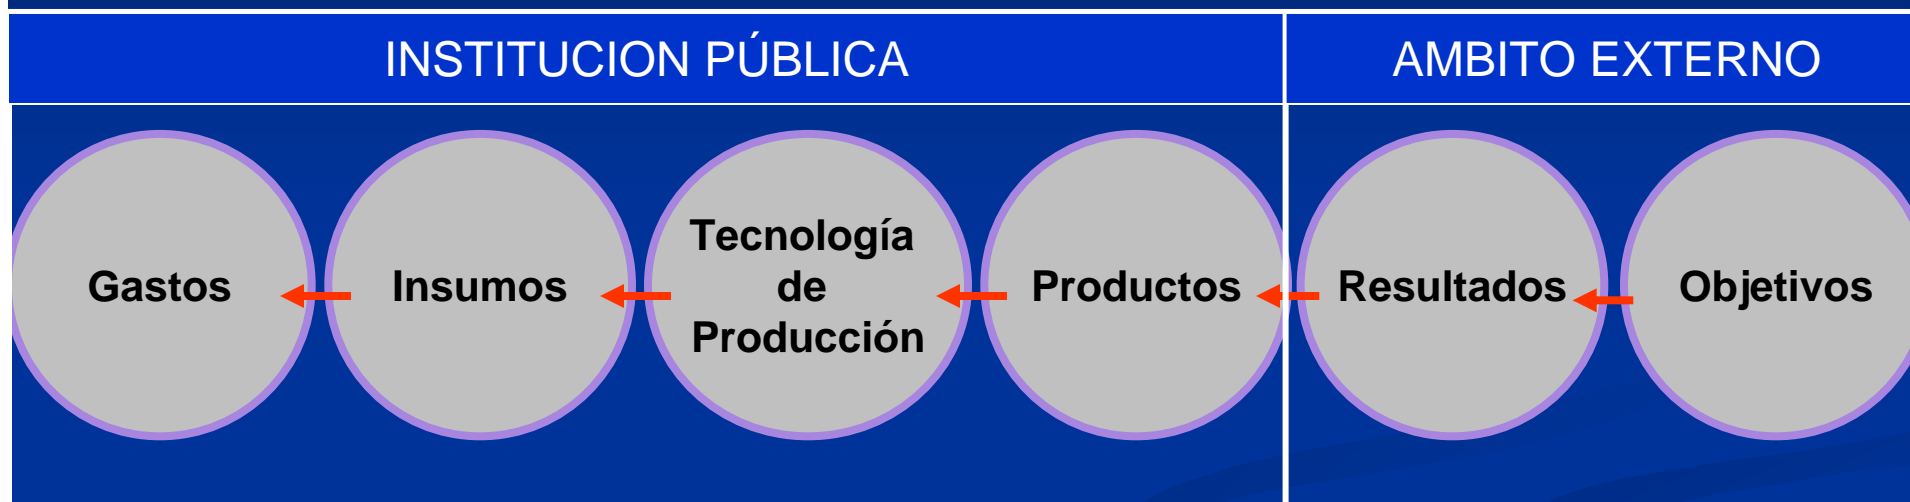 INSTITUCION PÚBLICA
AMBITO EXTERNO
Gastos
Insumos
Tecnología
de
Producción
Productos
Resultados
Objetivos